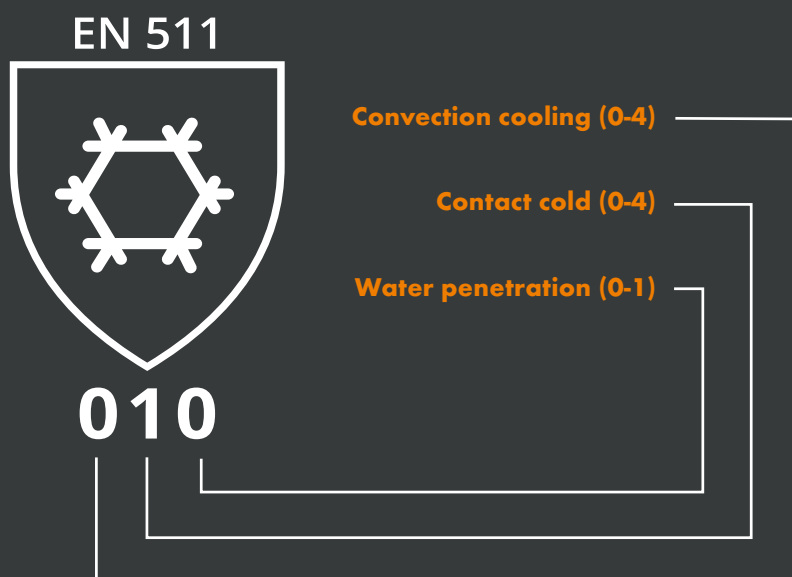 EN 511
Convection cooling (0-4)
Contact cold (0-4)
Water penetration (0-1)
010